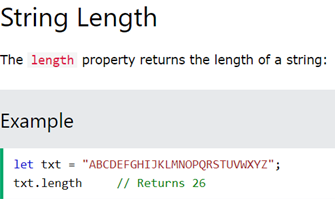 String Length
The length property returns the length of a string:
Example
let txt = "ABCDEFGHIJKLMNOPQRSTUVWXYZ";
txt.length     // Returns 26